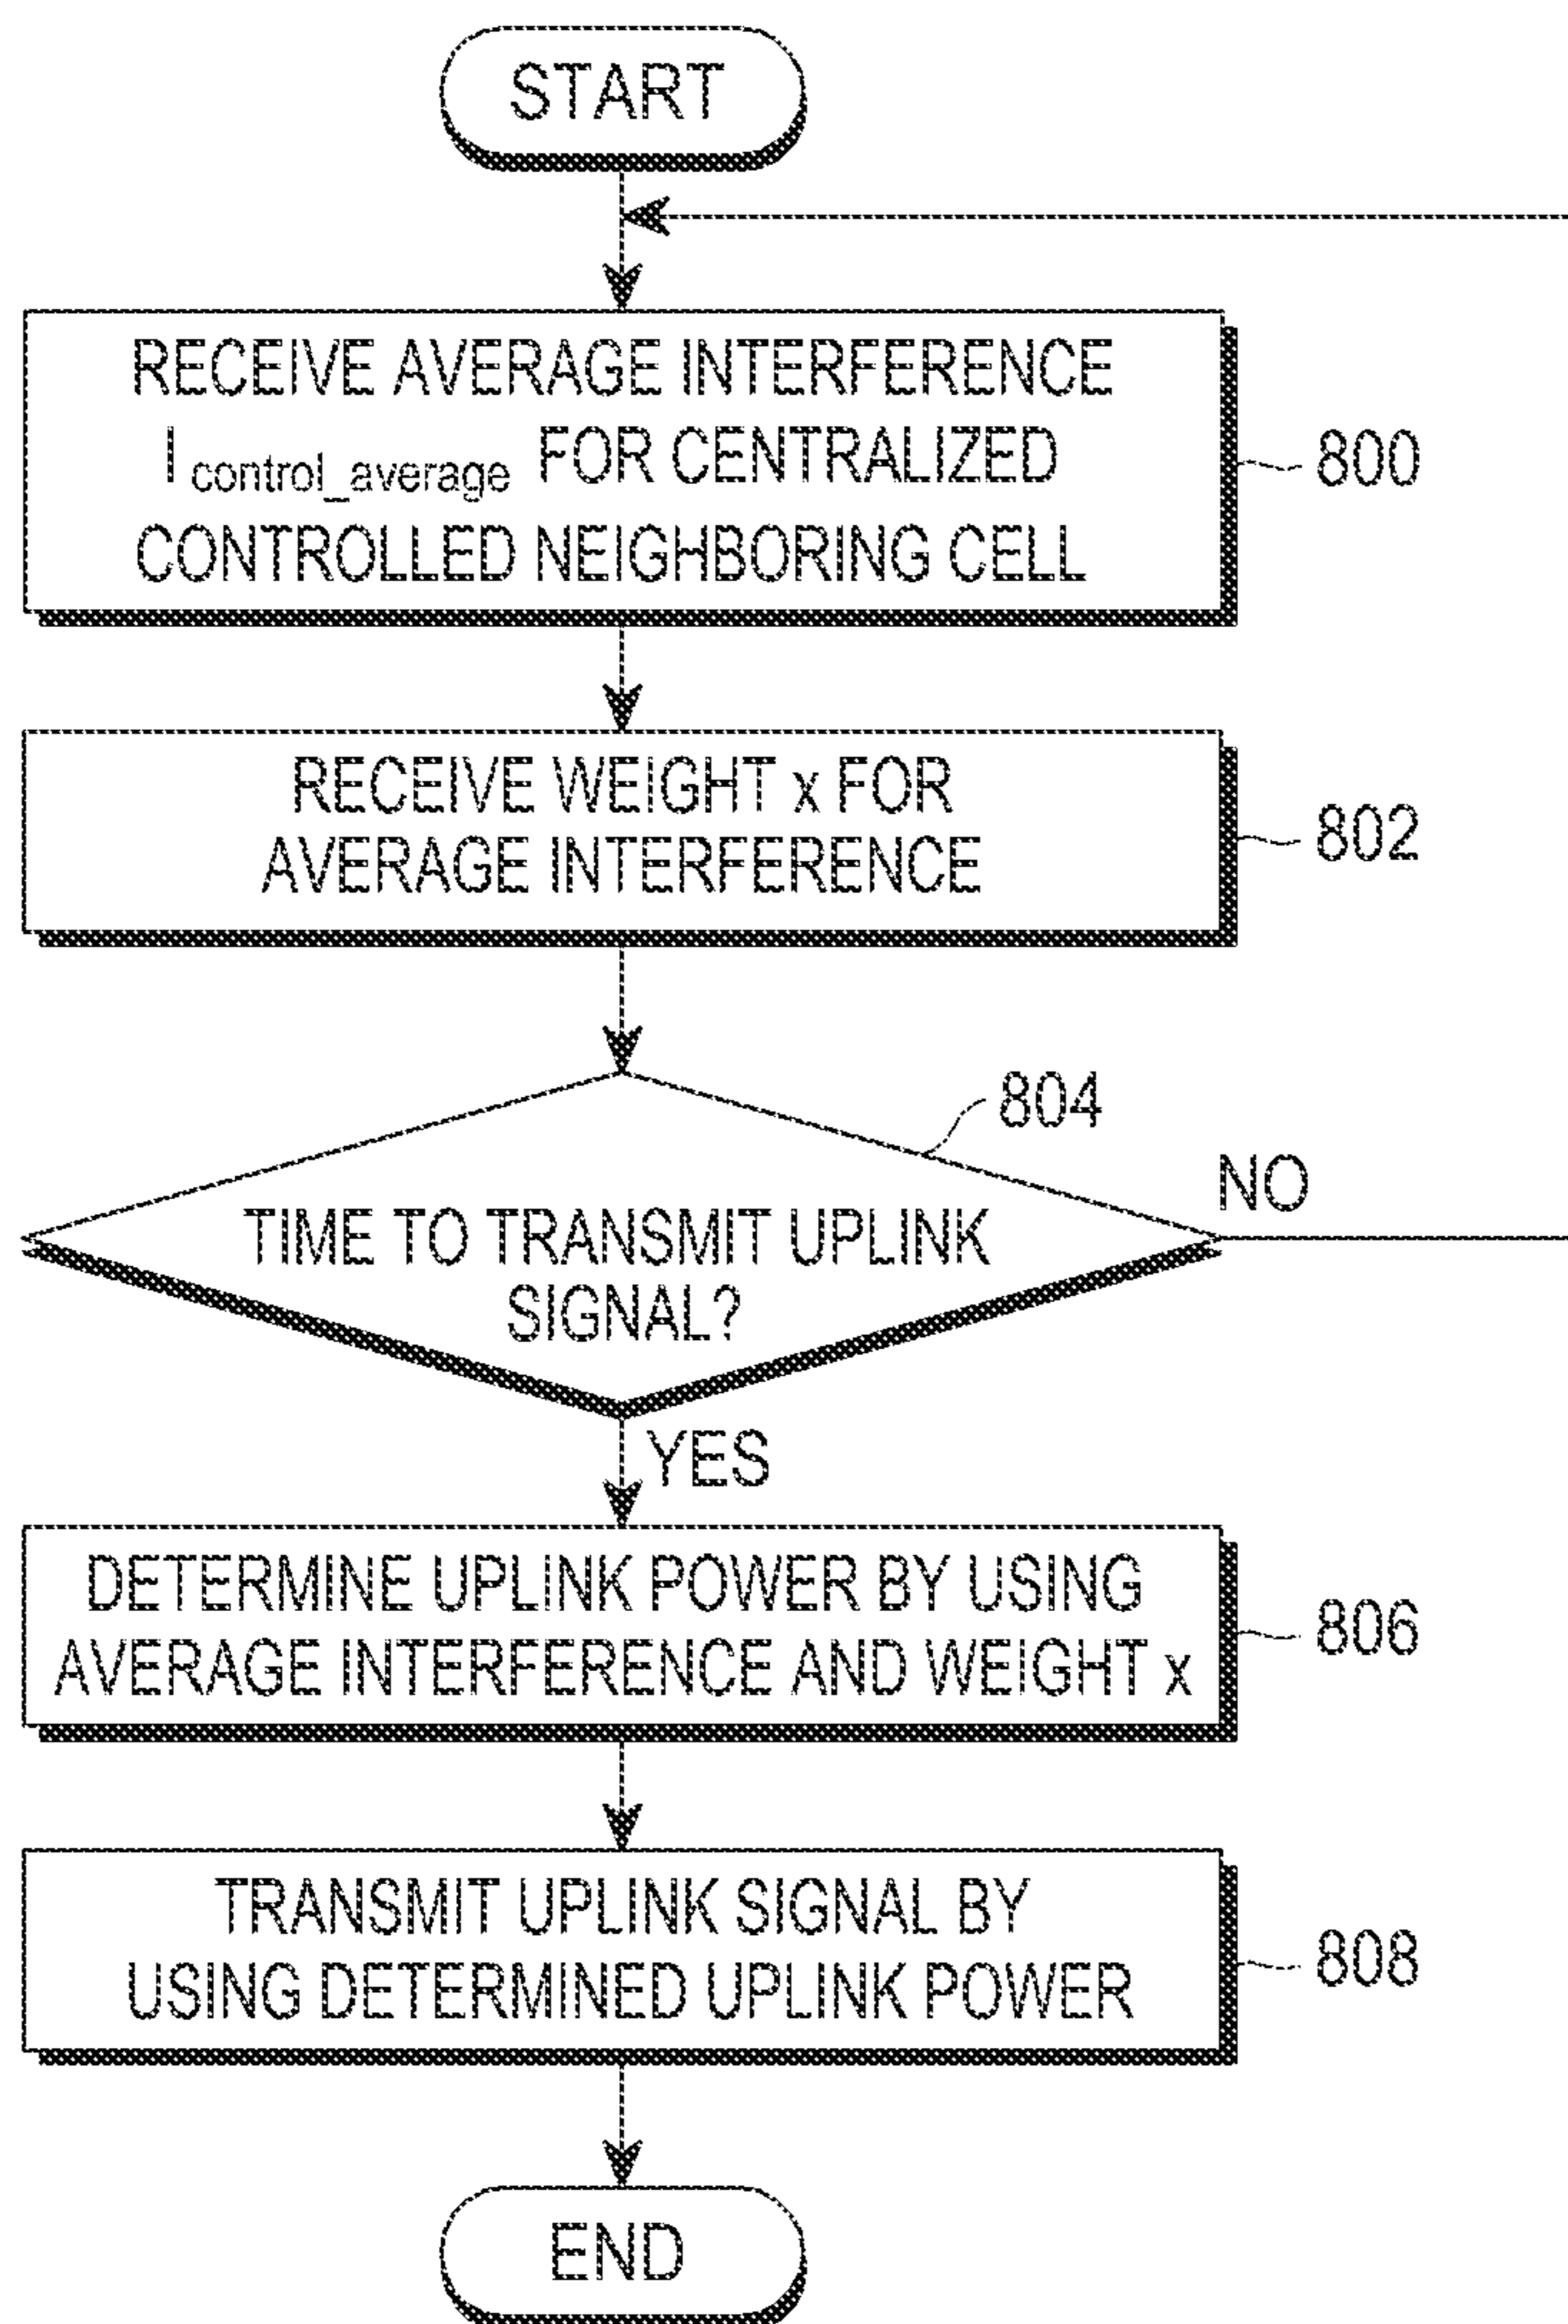 START
RECEIVE AVERAGE INTERFERENCE
I control_average FOR CENTRALIZED
CONTROLLED NEIGHBORING CELL
800
RECEIVE WEIGHT x FOR
AVERAGE INTERFERENCE
802
804
NO
TIME TO TRANSMIT UPLINK
SIGNAL?
YES
DETERMINE UPLINK POWER BY USING
AVERAGE INTERFERENCE AND WEIGHT x
806
TRANSMIT UPLINK SIGNAL BY
USING DETERMINED UPLINK POWER
808
END